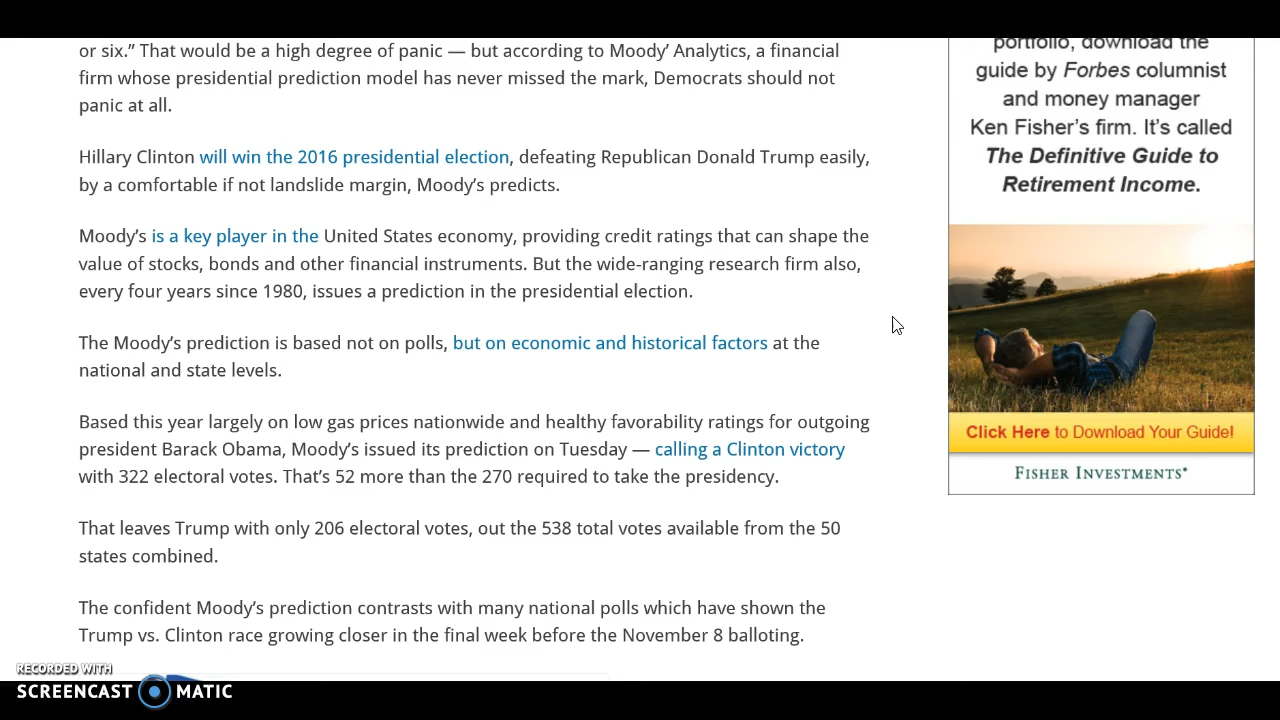 or six.” That would be a high degree of panic — but according to Moody’ Analytics, a financial
firm whose presidential prediction model has never missed the mark, Democrats should not
panic at all.
Hillary Clinton will win the 2016 presidential election, defeating Republican Donald Trump easily,
by a comfortable if not landslide margin, Moody’s predicts.
Moody’s is a key player in the United States economy, providing credit ratings that can shape the
value of stocks, bonds and other financial instruments. But the wide-ranging research firm also,
every four years since 1980, issues a prediction in the presidential election.
The Moody’s prediction is based not on polls, but on economic and historical factors at the
national and state levels.
Based this year largely on low gas prices nationwide and healthy favorability ratings for outgoing
president Barack Obama, Moody’s issued its prediction on Tuesday — calling a Clinton victory
with 322 electoral votes. That’s 52 more than the 270 required to take the presidency.
That leaves Trump with only 206 electoral votes, out the 538 total votes available from the 50
states combined.
The confident Moody’s prediction contrasts with many national polls which have shown the
Trump vs. Clinton race growing closer in the final week before the November 8 balloting.
portfolio, download the
guide by Forbes columnist
and money manager
Ken Fisher’s firm. It’s called
The Definitive Guide to
Retirement Income.
Click Here to Download Your Guide!
FISHER INVESTMENTS
RECORDED WITH
SCREENCAST MATIC